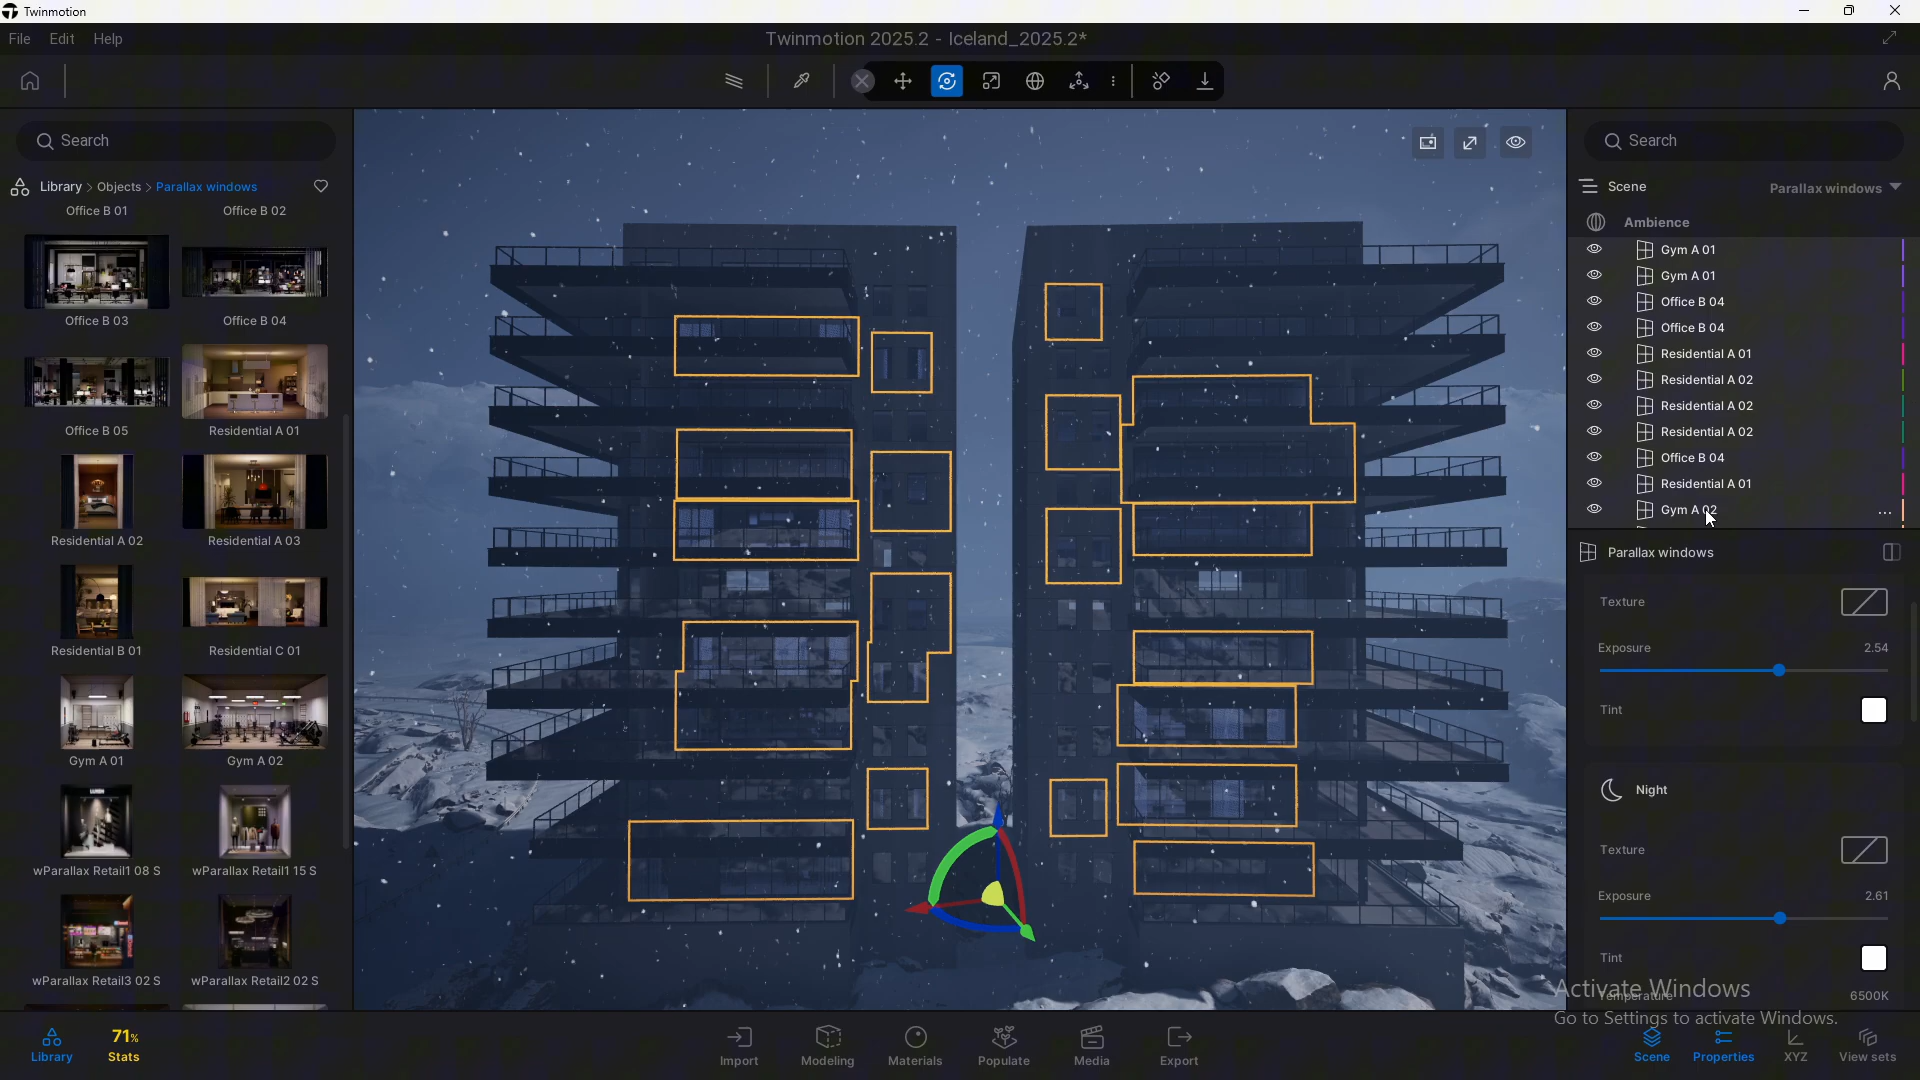 Twinmotion
File Edit Help
Twinmotion 2025.2 - Iceland_2025.2*
Search
Library > Objects > Parallax windows
Office B 01 Office B 02
Office B 03 Office B 04
Office B 05 Residential A 01
Residential A 02 Residential A 03
Residential B 01 Residential C 01
Gym A 01 Gym A 02
wParallax Retail1 08 S wParallax Retail1 15 S
wParallax Retail3 02 S wParallax Retail2 02 S
Search
Scene Parallax windows
Ambience
Gym A 01
Gym A 01
Office B 04
Office B 04
Residential A 01
Residential A 02
Residential A 02
Residential A 02
Office B 04
Residential A 01
Gym A 02
Parallax windows
Texture
Exposure 2.54
Tint
Night
Texture
Exposure 2.61
Tint
Temperature 6500K
Activate Windows
Go to Settings to activate Windows.
Library
71%
Stats
Import Modeling Materials Populate Media Export
Scene Properties XYZ View sets